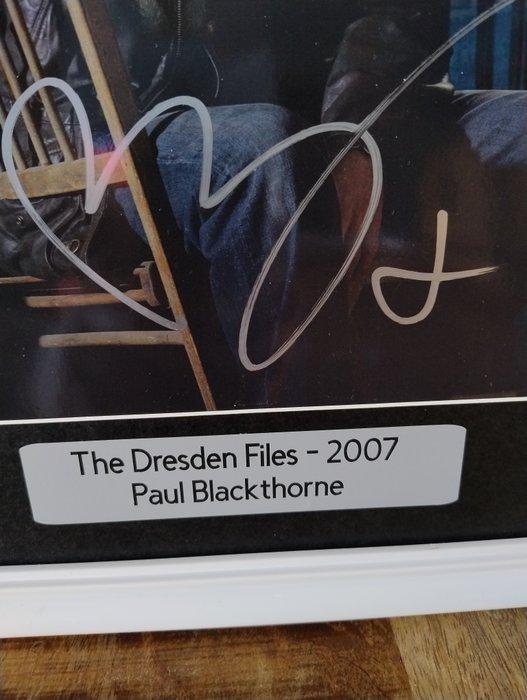 The Dresden Files - 2007
Paul Blackthorne